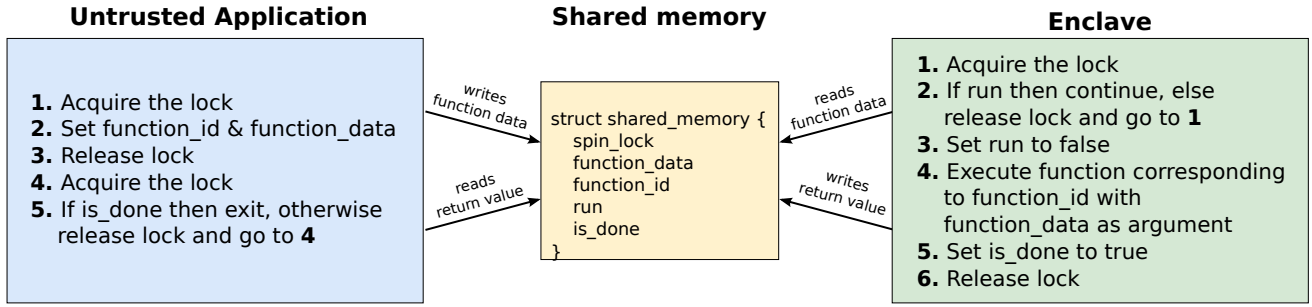 Untrusted Application
1. Acquire the lock
2. Set function_id & function_data
3. Release lock
4. Acquire the lock
5. If is_done then exit, otherwise
release lock and go to 4
writes
function data
reads
return value
Shared memory
struct shared_memory {
spin_lock
function_data
function_id
run
is_done
}
reads
function data
writes
return value
Enclave
1. Acquire the lock
2. If run then continue, else
release lock and go to 1
3. Set run to false
4. Execute function corresponding
to function_id with
function_data as argument
5. Set is_done to true
6. Release lock